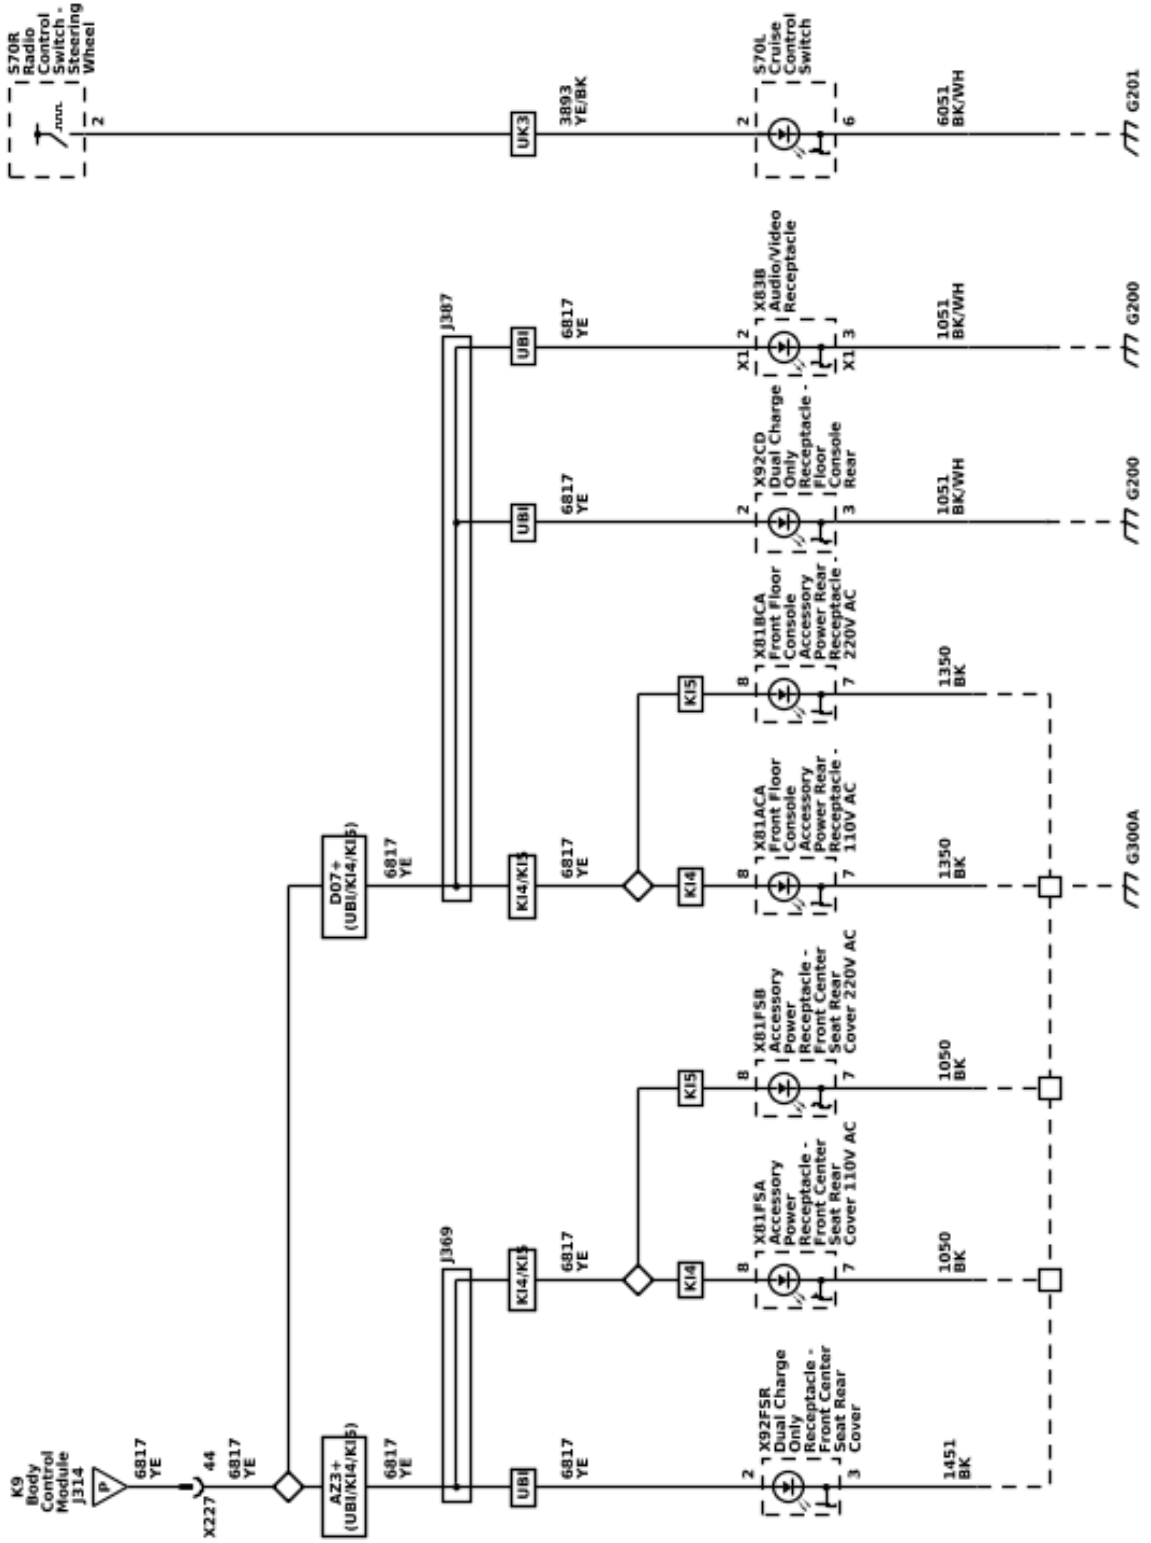 K9
Body
Control
Module
J314
P
6817
YE
X227
44
6817
YE
AZ3+
(UBI/KI4/KI5)
6817
YE
J369
UBI
6817
YE
2
X92FSR
Dual Charge
Only
Receptacle -
Front Center
Seat Rear
Cover
3
1451
BK
KI4/KI5
6817
YE
KI4
8
X81FSA
Accessory
Power
Receptacle -
Front Center
Seat Rear
Cover 110V AC
7
1050
BK
KI5
8
X81FSB
Accessory
Power
Receptacle -
Front Center
Seat Rear
Cover 220V AC
7
1050
BK
D07+
(UBI/KI4/KI5)
6817
YE
J387
KI4/KI5
6817
YE
KI4
8
X81ACA
Front Floor
Console
Accessory
Power Rear
Receptacle -
110V AC
7
1350
BK
G300A
KI5
8
X81BCA
Front Floor
Console
Accessory
Power Rear
Receptacle -
220V AC
7
1350
BK
UBI
6817
YE
2
X92CD
Dual Charge
Only
Receptacle -
Floor
Console
Rear
3
1051
BK/WH
G200
UBI
6817
YE
X1 2
X83B
Audio/Video
Receptacle
X1 3
1051
BK/WH
G200
S70R
Radio
Control
Switch -
Steering
Wheel
2
UK3
3893
YE/BK
2
S70L
Cruise
Control
Switch
6
6051
BK/WH
G201